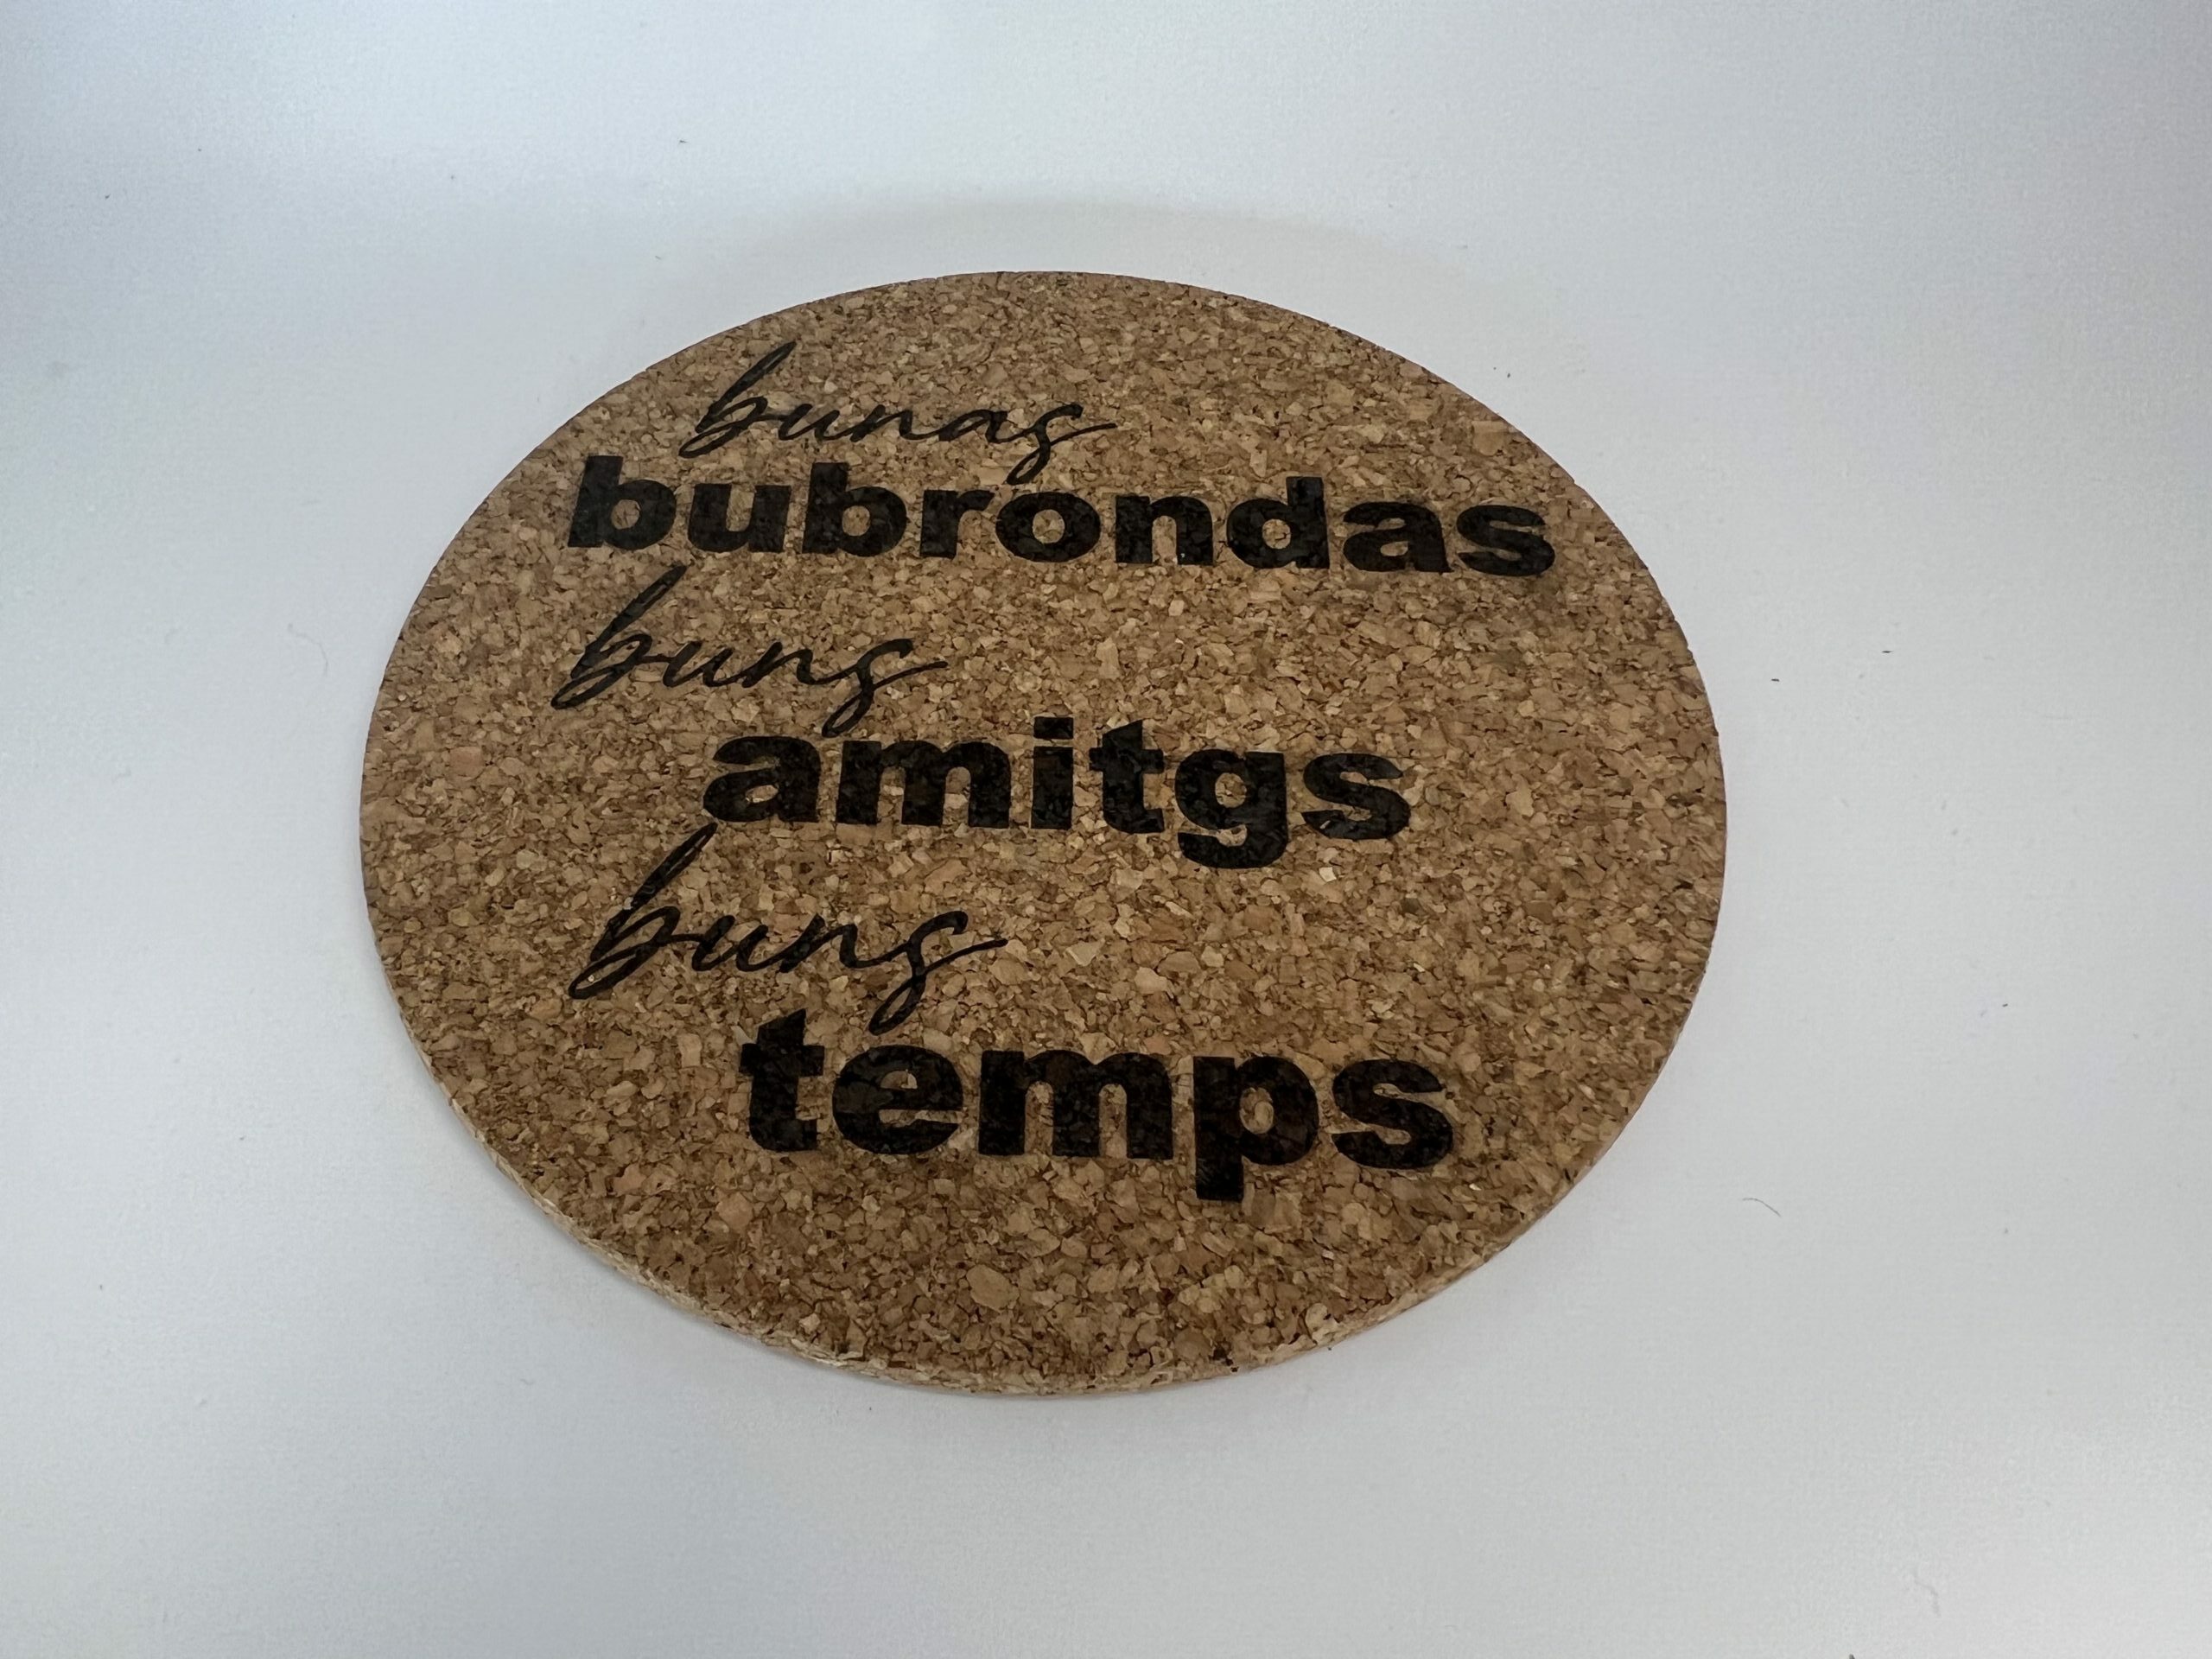 bunas
bubrondas
buns
amitgs
buns
temps